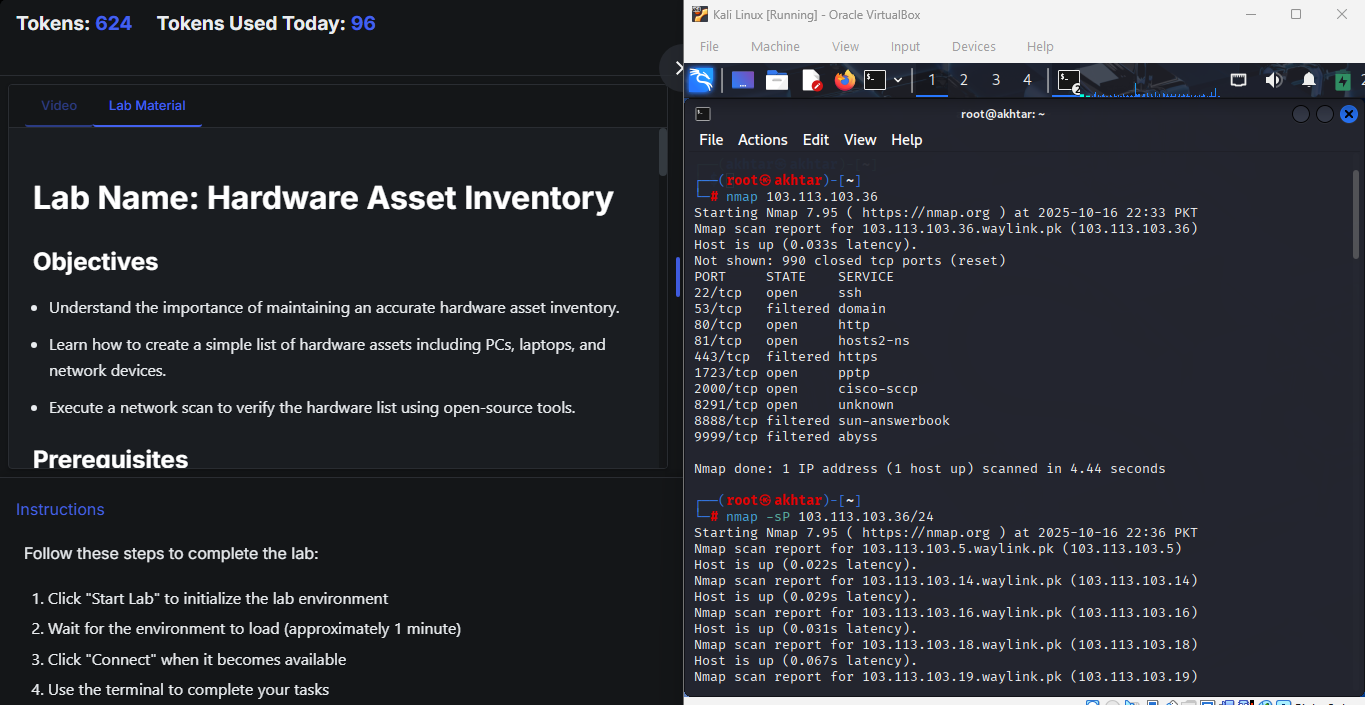 Tokens: 624 Tokens Used Today: 96
Video Lab Material
Lab Name: Hardware Asset Inventory
Objectives
Understand the importance of maintaining an accurate hardware asset inventory.
Learn how to create a simple list of hardware assets including PCs, laptops, and
network devices.
Execute a network scan to verify the hardware list using open-source tools.
Prerequisites
Instructions
Follow these steps to complete the lab:
1. Click "Start Lab" to initialize the lab environment
2. Wait for the environment to load (approximately 1 minute)
3. Click "Connect" when it becomes available
4. Use the terminal to complete your tasks
Kali Linux [Running] - Oracle VirtualBox
File Machine View Input Devices Help
1 2 3 4
root@akhtar: ~
File Actions Edit View Help
┌──(root㉿akhtar)-[~]
└─# nmap 103.113.103.36
Starting Nmap 7.95 ( https://nmap.org ) at 2025-10-16 22:33 PKT
Nmap scan report for 103.113.103.36.waylink.pk (103.113.103.36)
Host is up (0.033s latency).
Not shown: 990 closed tcp ports (reset)
PORT STATE SERVICE
22/tcp open ssh
53/tcp filtered domain
80/tcp open http
81/tcp open hosts2-ns
443/tcp filtered https
1723/tcp open pptp
2000/tcp open cisco-sccp
8291/tcp open unknown
8888/tcp filtered sun-answerbook
9999/tcp filtered abyss
Nmap done: 1 IP address (1 host up) scanned in 4.44 seconds
┌──(root㉿akhtar)-[~]
└─# nmap -sP 103.113.103.36/24
Starting Nmap 7.95 ( https://nmap.org ) at 2025-10-16 22:36 PKT
Nmap scan report for 103.113.103.5.waylink.pk (103.113.103.5)
Host is up (0.022s latency).
Nmap scan report for 103.113.103.14.waylink.pk (103.113.103.14)
Host is up (0.029s latency).
Nmap scan report for 103.113.103.16.waylink.pk (103.113.103.16)
Host is up (0.031s latency).
Nmap scan report for 103.113.103.18.waylink.pk (103.113.103.18)
Host is up (0.067s latency).
Nmap scan report for 103.113.103.19.waylink.pk (103.113.103.19)